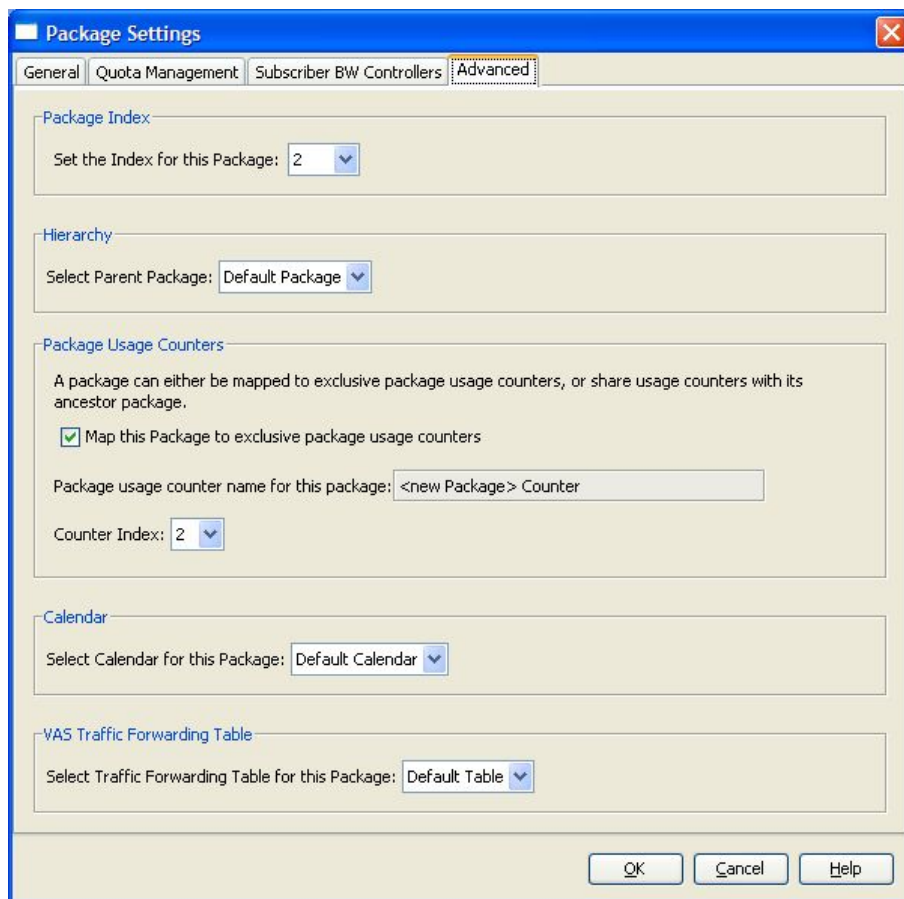 Package Settings
General Quota Management Subscriber BW Controllers Advanced
Package Index
Set the Index for this Package: 2
Hierarchy
Select Parent Package: Default Package
Package Usage Counters
A package can either be mapped to exclusive package usage counters, or share usage counters with its
ancestor package.
Map this Package to exclusive package usage counters
Package usage counter name for this package: <new Package> Counter
Counter Index: 2
Calendar
Select Calendar for this Package: Default Calendar
VAS Traffic Forwarding Table
Select Traffic Forwarding Table for this Package: Default Table
OK Cancel Help